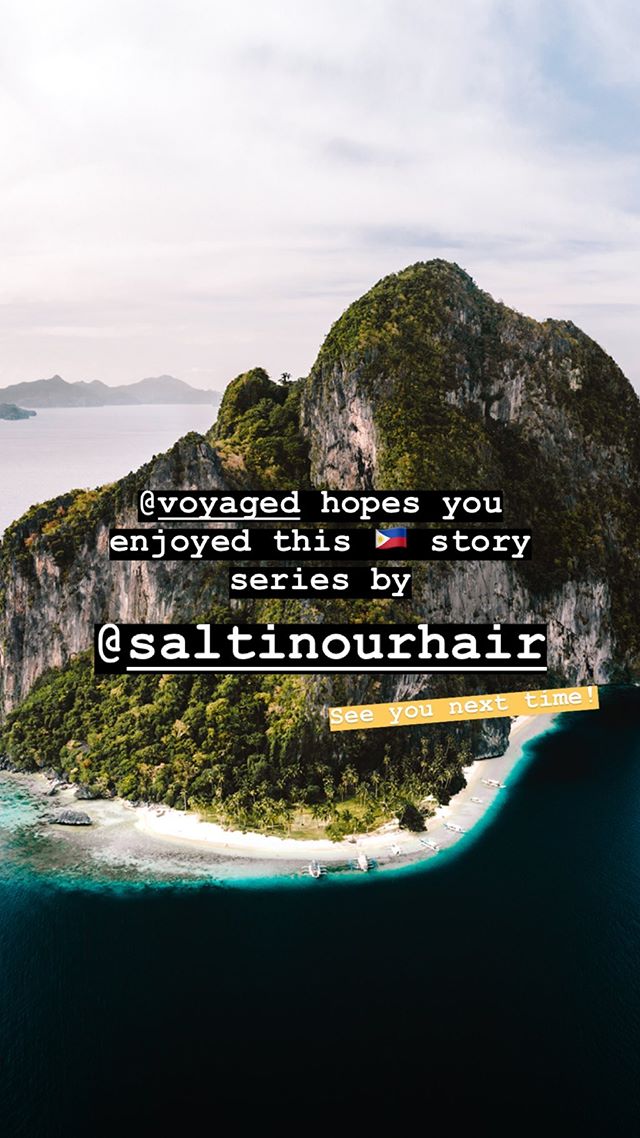 @voyaged hopes you
enjoyed this 🇵🇭 story
series by
@saltinourhair
See you next time!